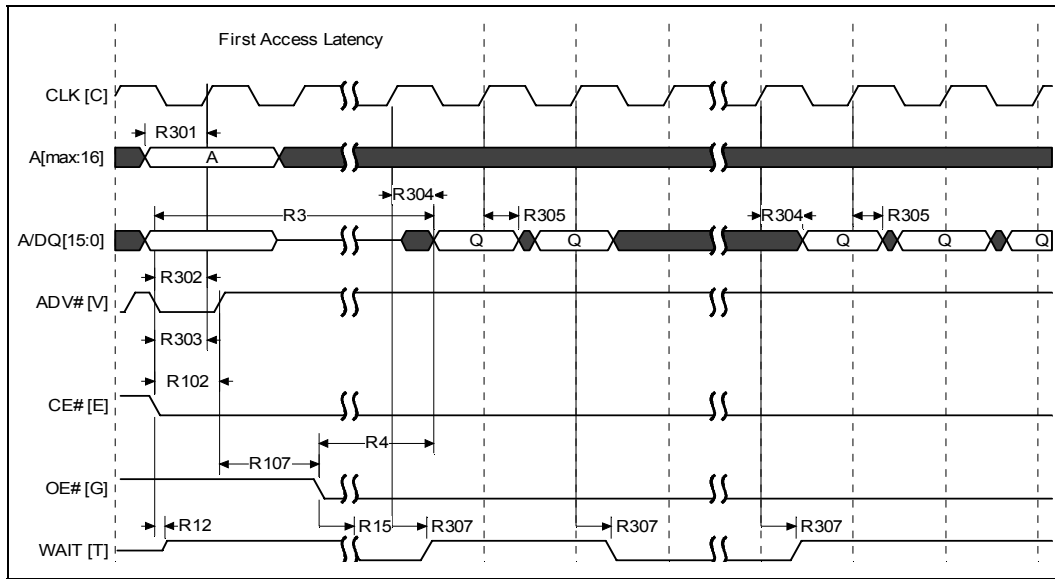 First Access Latency
CLK [C]
R301
A[max:16]
A
R304
R3
R305
R304
R305
A/DQ[15:0]
Q
Q
Q
Q
Q
R302
ADV# [V]
R303
R102
CE# [E]
R4
R107
OE# [G]
R12
R15
R307
R307
R307
WAIT [T]